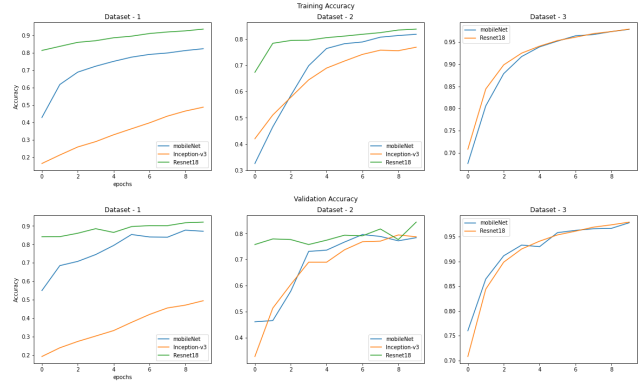 Training Accuracy
Dataset - 1
Dataset - 2
Dataset - 3
Accuracy
0.9
0.8
0.7
0.6
0.5
0.4
0.3
0.2
0 2 4 6 8
epochs
mobileNet
Inception-v3
Resnet18
0.8
0.7
0.6
0.5
0.4
0.3
0 2 4 6 8
mobileNet
Inception-v3
Resnet18
0.95
0.90
0.85
0.80
0.75
0.70
0 2 4 6 8
mobileNet
Resnet18
Validation Accuracy
Dataset - 1
Dataset - 2
Dataset - 3
Accuracy
0.9
0.8
0.7
0.6
0.5
0.4
0.3
0.2
0 2 4 6 8
epochs
mobileNet
Inception-v3
Resnet18
0.8
0.7
0.6
0.5
0.4
0 2 4 6 8
mobileNet
Inception-v3
Resnet18
0.95
0.90
0.85
0.80
0.75
0.70
0 2 4 6 8
mobileNet
Resnet18